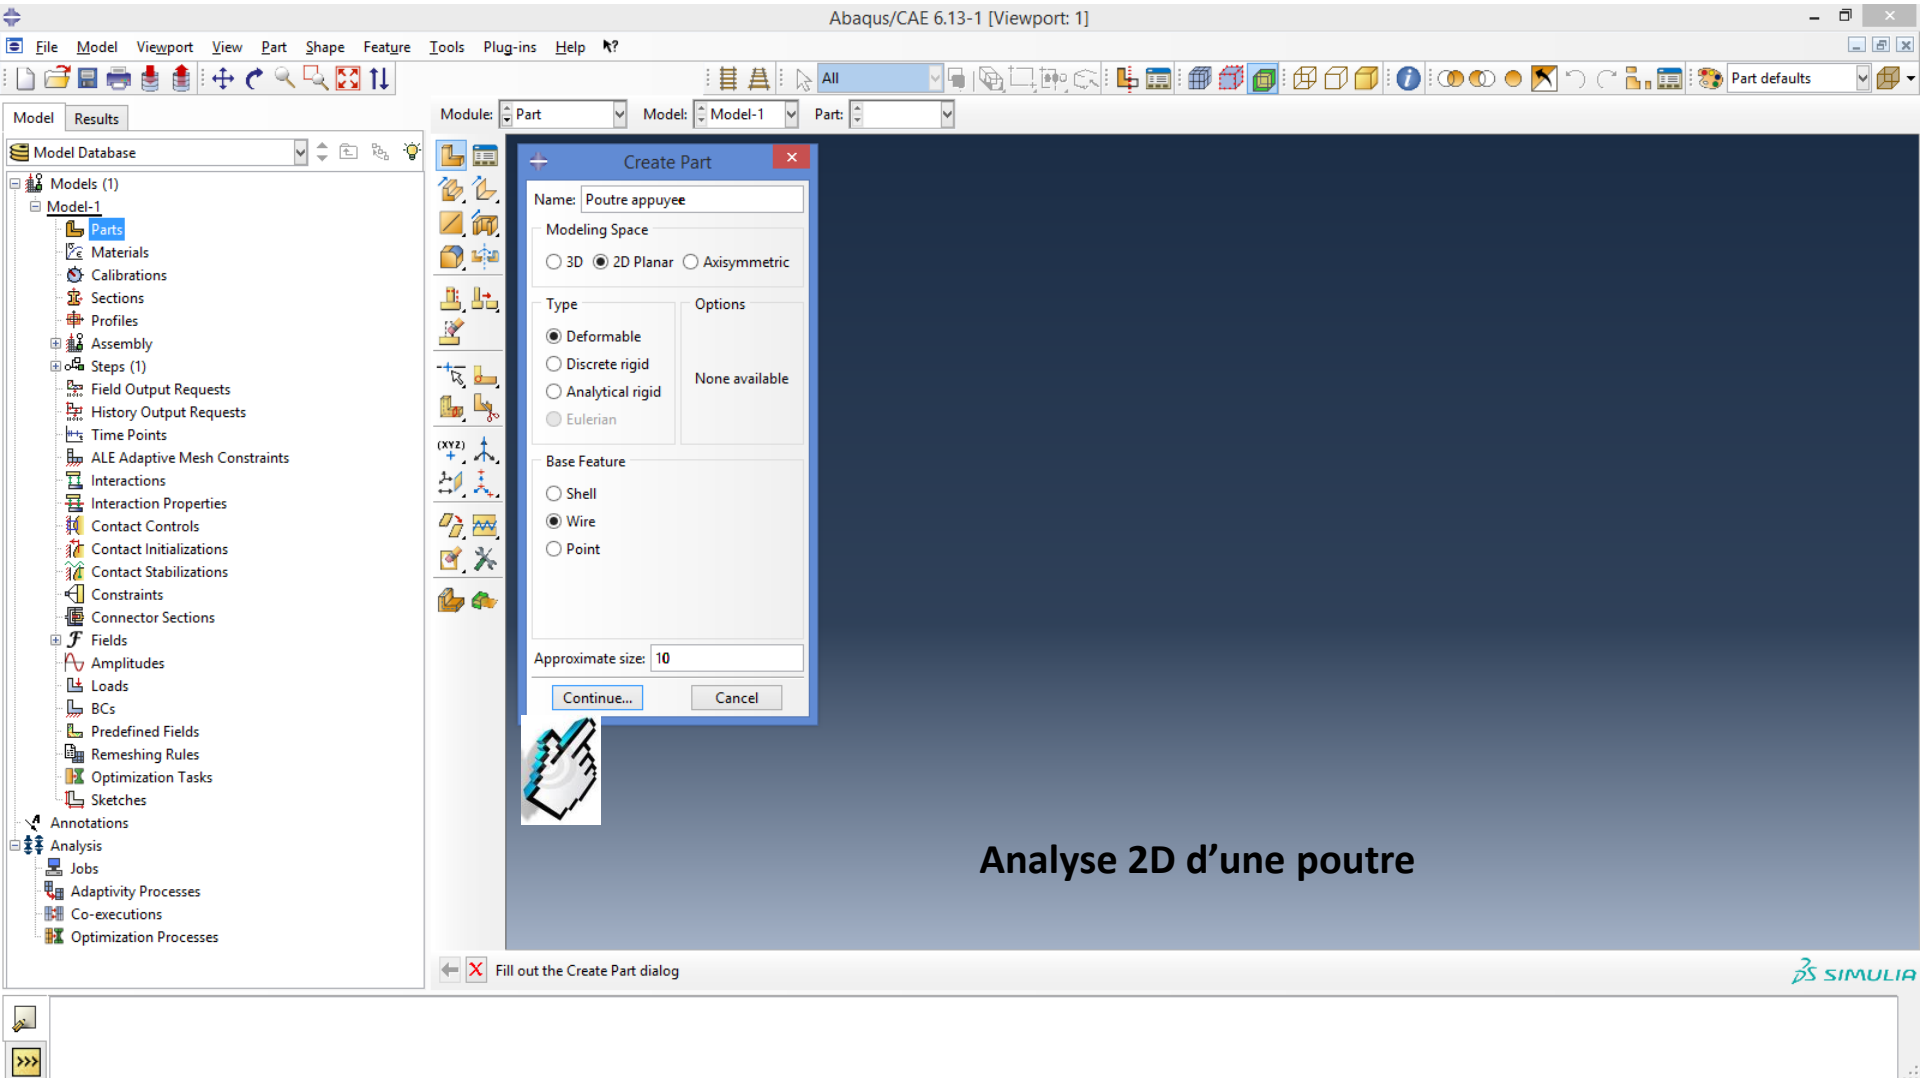 Abaqus/CAE 6.13-1 [Viewport: 1]
File Model Viewport View Part Shape Feature Tools Plug-ins Help
All
Part defaults
Model Results
Module: Part Model: Model-1 Part:
Model Database
Models (1)
Model-1
Parts
Materials
Calibrations
Sections
Profiles
Assembly
Steps (1)
Field Output Requests
History Output Requests
Time Points
ALE Adaptive Mesh Constraints
Interactions
Interaction Properties
Contact Controls
Contact Initializations
Contact Stabilizations
Constraints
Connector Sections
Fields
Amplitudes
Loads
BCs
Predefined Fields
Remeshing Rules
Optimization Tasks
Sketches
Annotations
Analysis
Jobs
Adaptivity Processes
Co-executions
Optimization Processes
(XYZ)
Create Part
Name: Poutre appuyee
Modeling Space
3D 2D Planar Axisymmetric
Type Options
Deformable
Discrete rigid
Analytical rigid
Eulerian
None available
Base Feature
Shell
Wire
Point
Approximate size: 10
Continue... Cancel
Analyse 2D d’une poutre
Fill out the Create Part dialog
SIMULIA
>>>